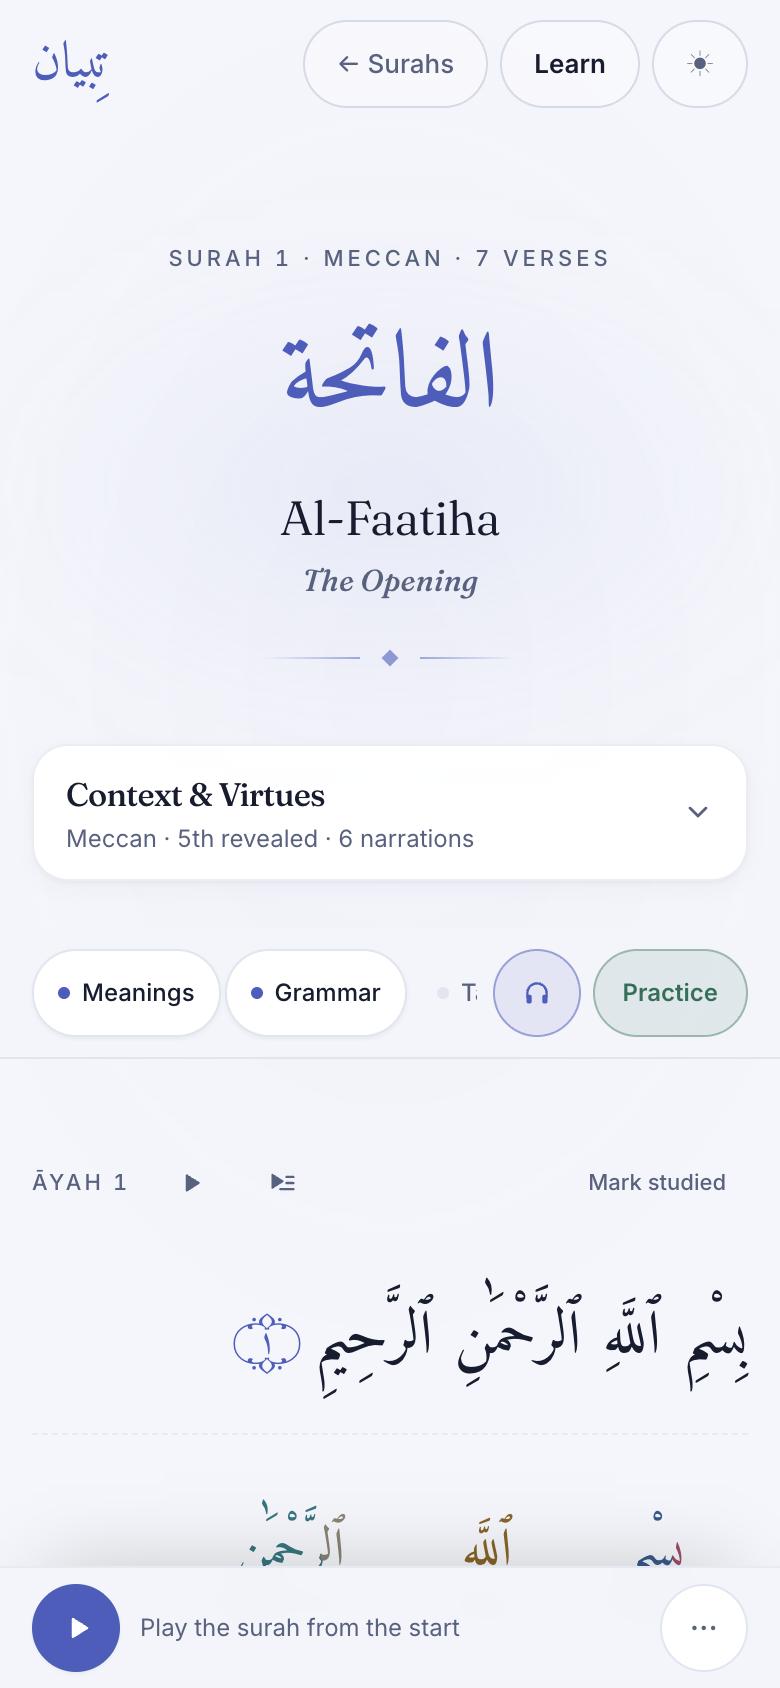 تِبيان
← Surahs
Learn
SURAH 1 · MECCAN · 7 VERSES
الفاتحة
Al-Faatiha
The Opening
Context & Virtues
Meccan · 5th revealed · 6 narrations
Meanings
Grammar
Practice
ĀYAH 1
Mark studied
بِسْمِ ٱللَّهِ ٱلرَّحْمَٰنِ ٱلرَّحِيمِ ١
بِسْمِ ٱللَّهِ ٱلرَّحْمَٰنِ
Play the surah from the start